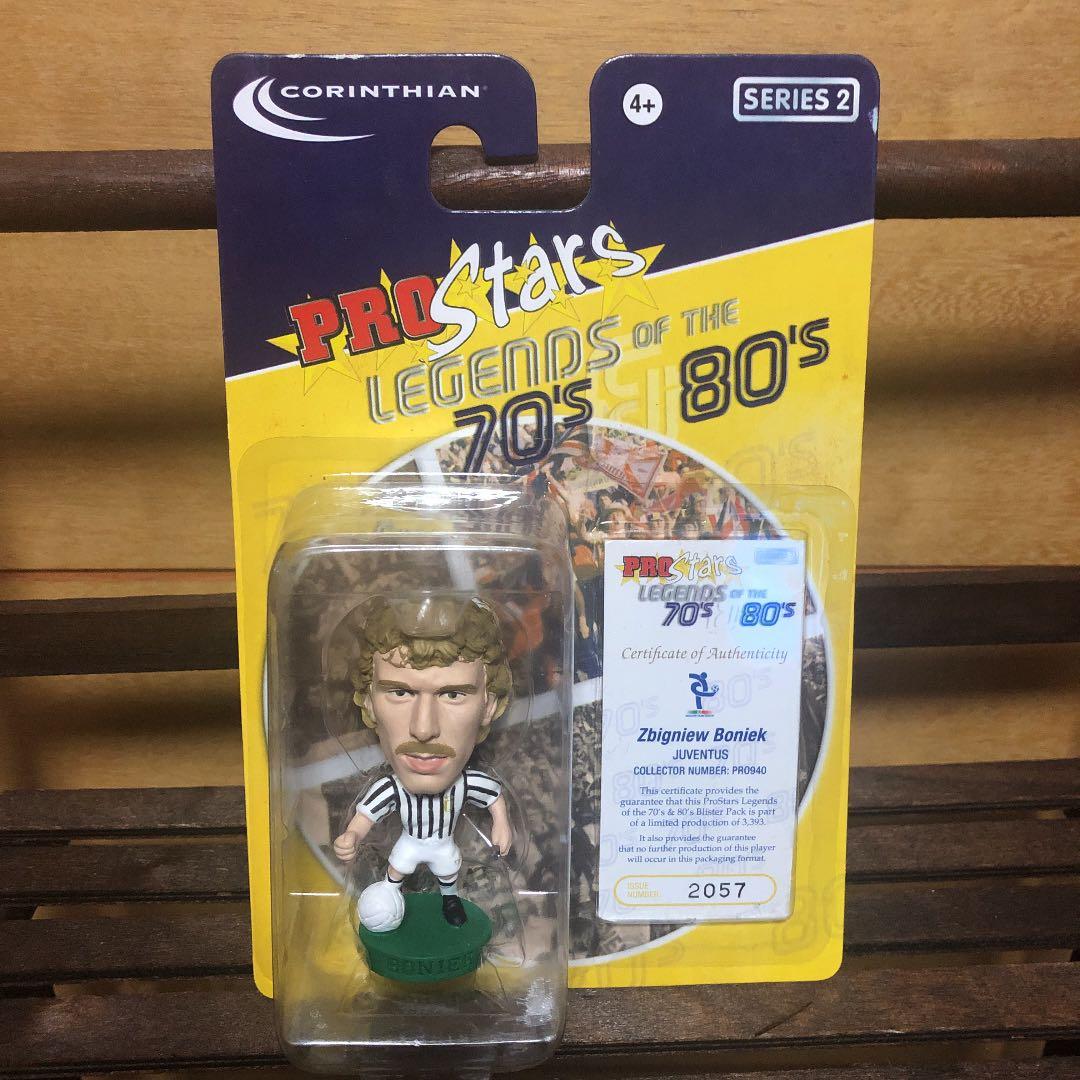 CORINTHIAN
4+
SERIES 2
PROStars
LEGENDS OF THE
70'S 80'S
PROStars
LEGENDS OF THE
70'S 80'S
Certificate of Authenticity
Zbigniew Boniek
JUVENTUS
COLLECTOR NUMBER: PRO940
This certificate provides the
guarantee that this ProStars Legends
of the 70's & 80's Blister Pack is part
of a limited production of 3,393.
It also provides the guarantee
that no further production of this player
will occur in this packaging format.
ISSUE
NUMBER:
2057
BONIEK